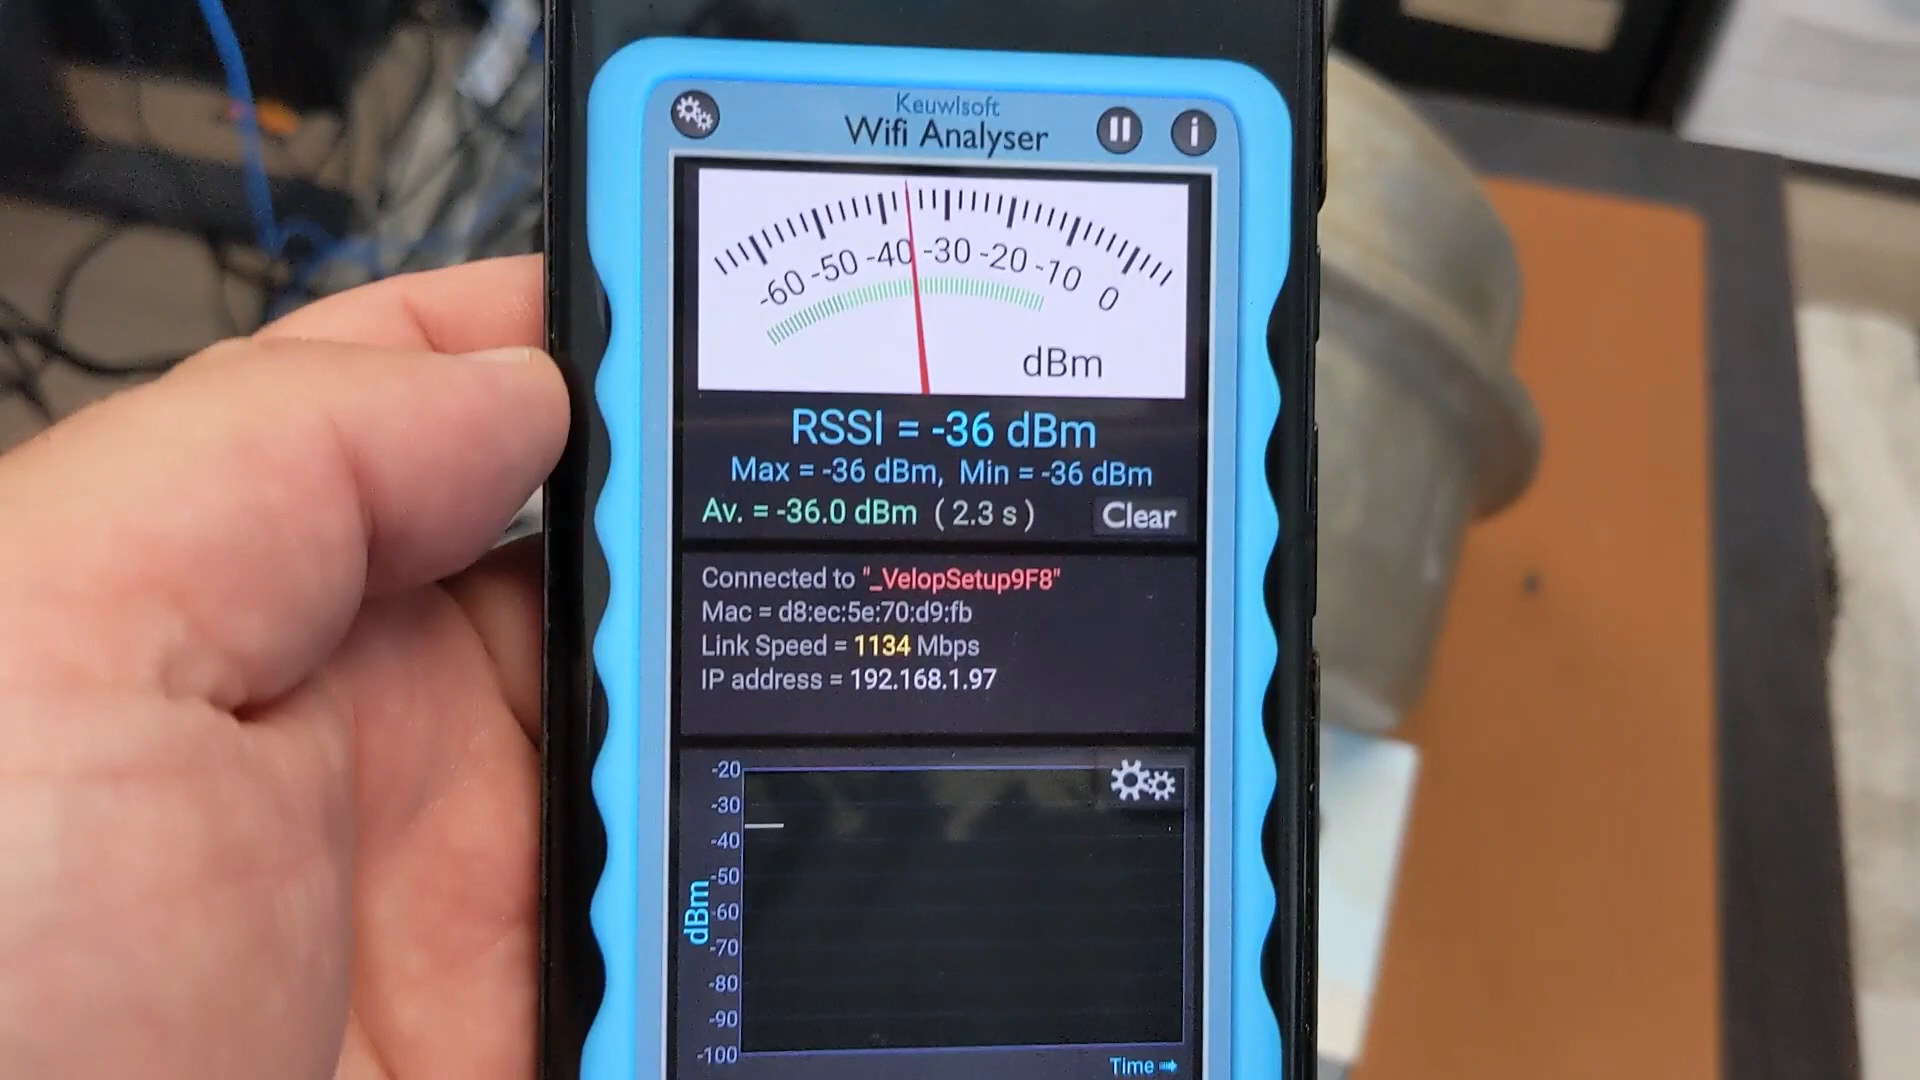 Keuwlsoft
Wifi Analyser
-60 -50 -40 -30 -20 -10 0
dBm
RSSI = -36 dBm
Max = -36 dBm, Min = -36 dBm
Av. = -36.0 dBm ( 2.3 s )
Clear
Connected to "_VelopSetup9F8"
Mac = d8:ec:5e:70:d9:fb
Link Speed = 1134 Mbps
IP address = 192.168.1.97
-20
-30
-40
-50
-60
-70
-80
-90
-100
dBm
Time